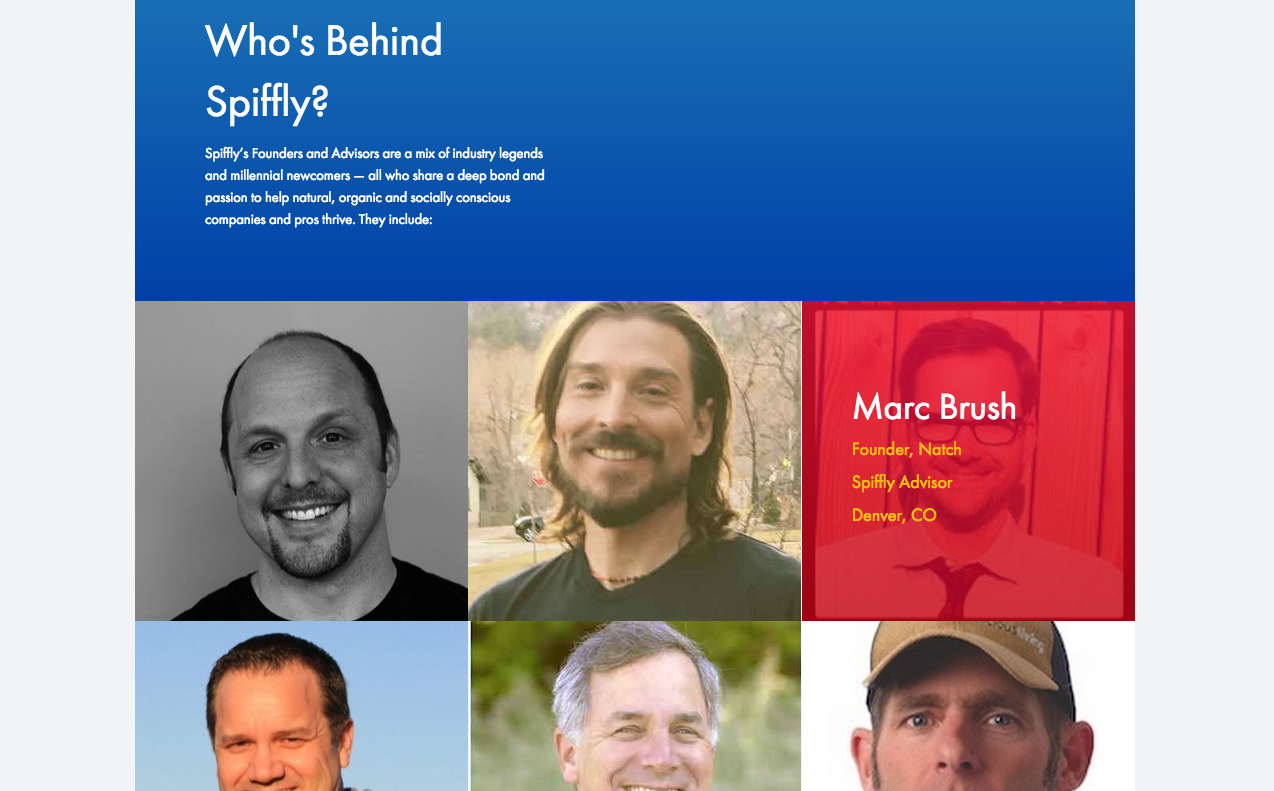 Who's Behind
Spiffly?
Spiffly’s Founders and Advisors are a mix of industry legends
and millennial newcomers — all who share a deep bond and
passion to help natural, organic and socially conscious
companies and pros thrive. They include:
Marc Brush
Founder, Natch
Spiffly Advisor
Denver, CO